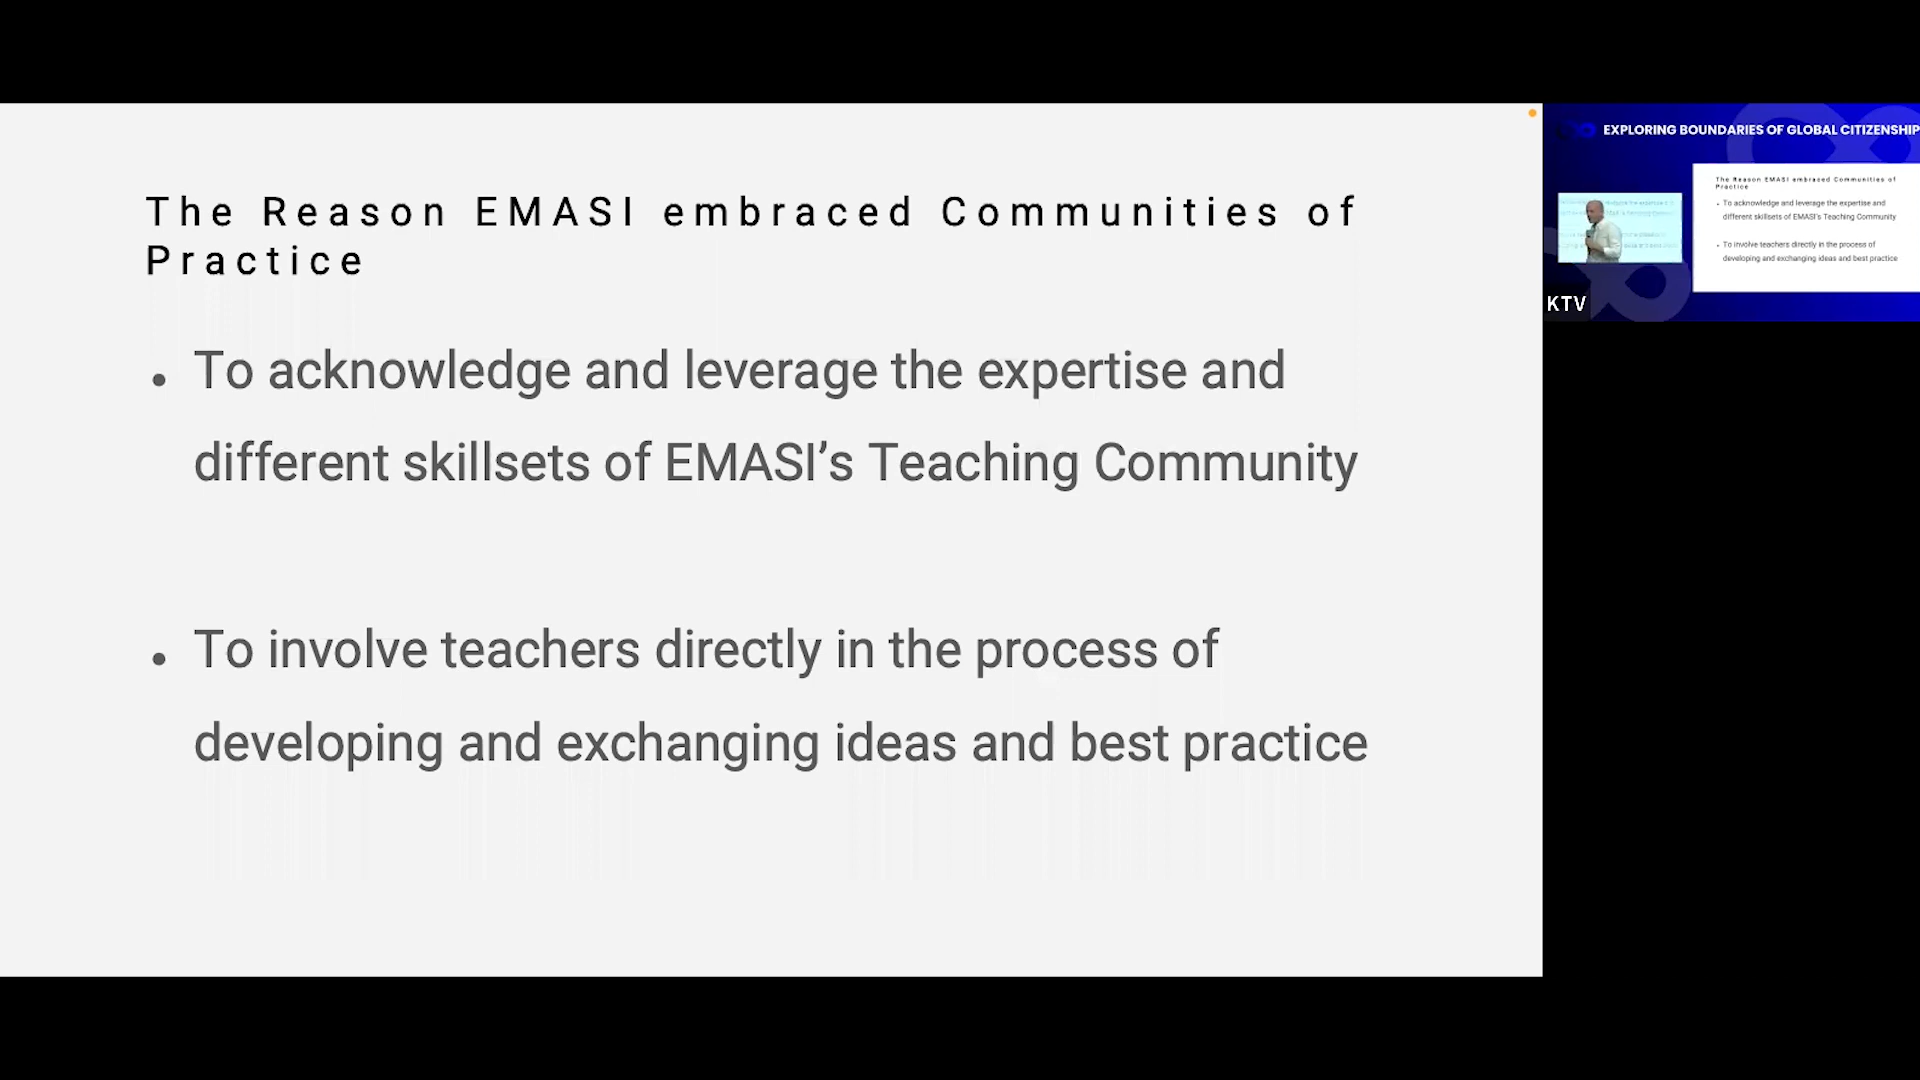 The Reason EMASI embraced Communities of
Practice
• To acknowledge and leverage the expertise and
different skillsets of EMASI’s Teaching Community
• To involve teachers directly in the process of
developing and exchanging ideas and best practice
EXPLORING BOUNDARIES OF GLOBAL CITIZENSHIP
The Reason EMASI embraced Communities of
Practice
• To acknowledge and leverage the expertise and
different skillsets of EMASI's Teaching Community
• To involve teachers directly in the process of
developing and exchanging ideas and best practice
KTV